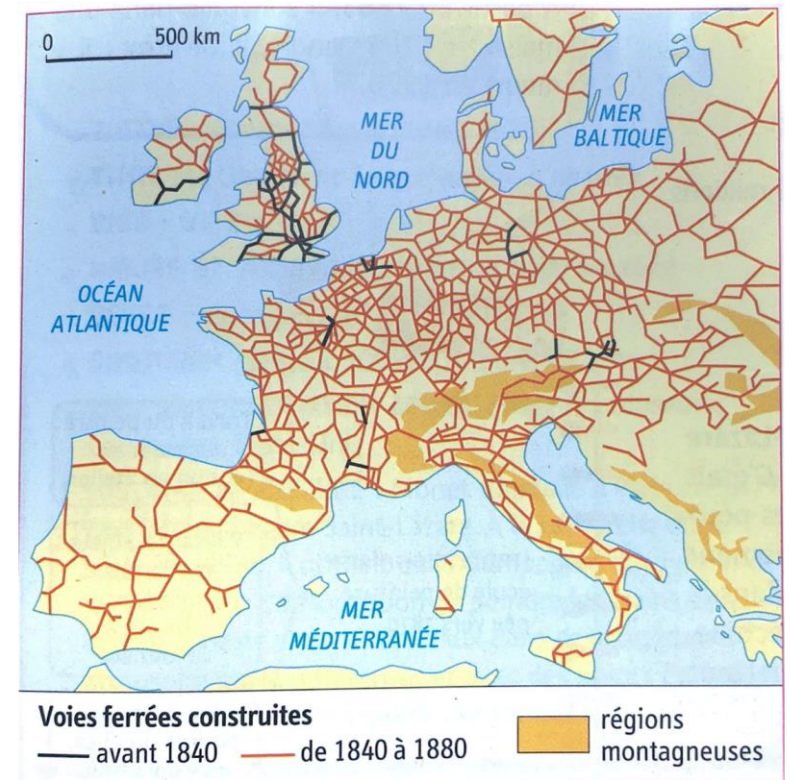 0
500 km
MER
DU
NORD
MER
BALTIQUE
OCÉAN
ATLANTIQUE
MER
MÉDITERRANÉE
Voies ferrées construites
avant 1840
de 1840 à 1880
régions
montagneuses